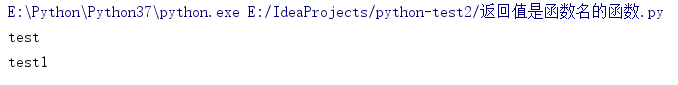 E:\Python\Python37\python.exe E:/IdeaProjects/python-test2/返回值是函数名的函数.py
test
test1